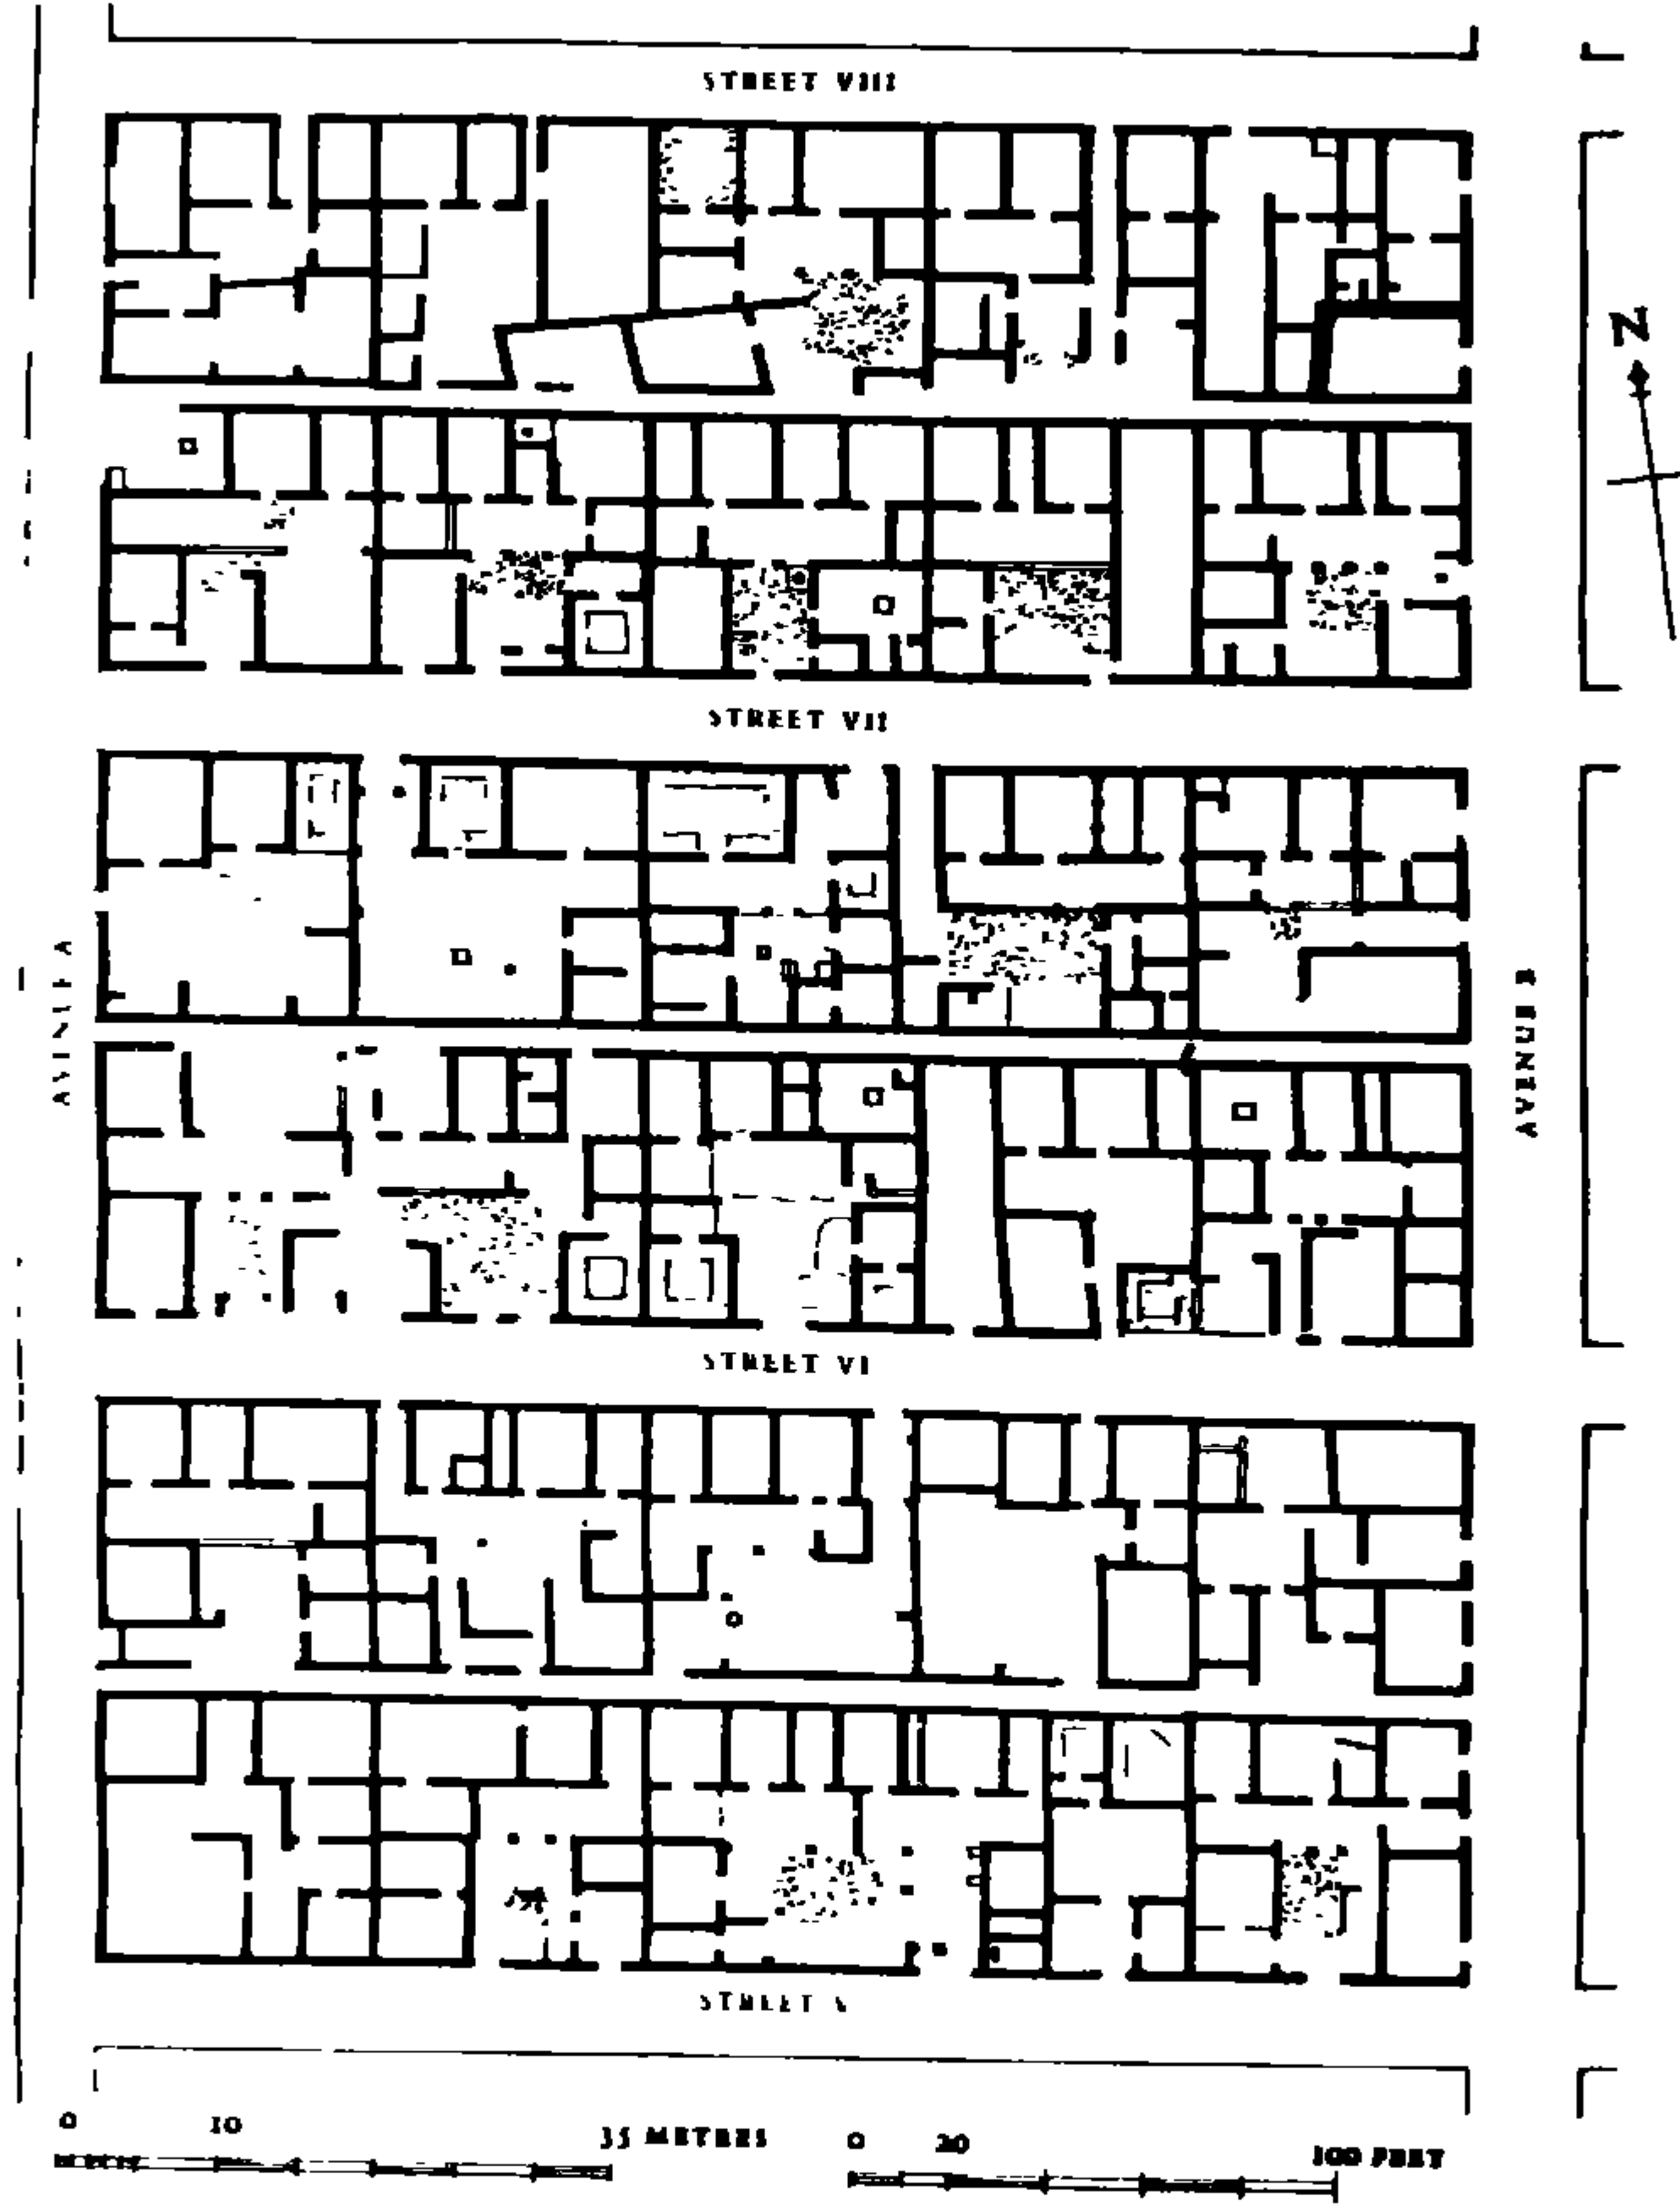 STREET VIII
N
STREET VII
AVENUE A
AVENUE B
STREET VI
STREET V
0 10 35 METRES
0 20 100 FEET